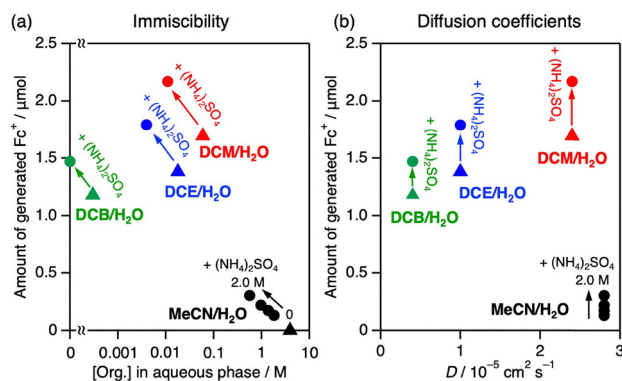 (a) Immiscibility
Amount of generated Fc⁺ / μmol
2.5
2.0
1.5
1.0
0.5
0
+ (NH₄)₂SO₄
DCM/H₂O
+ (NH₄)₂SO₄
DCE/H₂O
+ (NH₄)₂SO₄
DCB/H₂O
+ (NH₄)₂SO₄
2.0 M
0
MeCN/H₂O
0 0.001 0.01 0.1 1 10
[Org.] in aqueous phase / M
(b) Diffusion coefficients
Amount of generated Fc⁺ / μmol
2.5
2.0
1.5
1.0
0.5
0
+ (NH₄)₂SO₄
DCM/H₂O
+ (NH₄)₂SO₄
DCE/H₂O
+ (NH₄)₂SO₄
DCB/H₂O
+ (NH₄)₂SO₄
2.0 M
0
MeCN/H₂O
0 1 2 3
D / 10⁻⁵ cm² s⁻¹